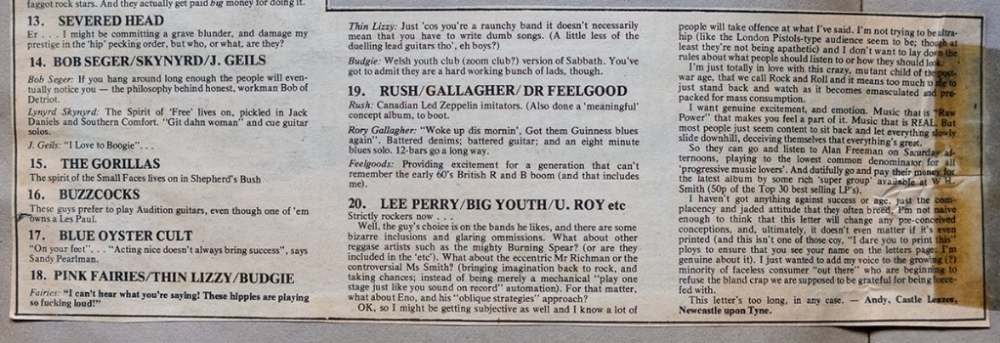 faggot rock stars. And they actually get paid big money for doing it.
13. SEVERED HEAD
Er . . . I might be committing a grave blunder, and damage my
prestige in the 'hip' pecking order, but who, or what, are they?
14. BOB SEGER/SKYNYRD/J. GEILS
Bob Seger: If you hang around long enough the people will even-
tually notice you — the philosophy behind honest, workman Bob of
Detriot.
Lynyrd Skynyrd: The Spirit of 'Free' lives on, pickled in Jack
Daniels and Southern Comfort. "Git dahn woman" and cue guitar
solos.
J. Geils: "I Love to Boogie". . .
15. THE GORILLAS
The spirit of the Small Faces lives on in Shepherd's Bush
16. BUZZCOCKS
These guys prefer to play Audition guitars, even though one of 'em
owns a Les Paul.
17. BLUE OYSTER CULT
"On your feet". . . "Acting nice doesn't always bring success", says
Sandy Pearlman.
18. PINK FAIRIES/THIN LIZZY/BUDGIE
Fairies: "I can't hear what you're saying! These hippies are playing
so fucking loud!"
Thin Lizzy: Just 'cos you're a raunchy band it doesn't necessarily
mean that you have to write dumb songs. (A little less of the
duelling lead guitars tho', eh boys?)
Budgie: Welsh youth club (zoom club?) version of Sabbath. You've
got to admit they are a hard working bunch of lads, though.
19. RUSH/GALLAGHER/DR FEELGOOD
Rush: Canadian Led Zeppelin imitators. (Also done a 'meaningful'
concept album, to boot.
Rory Gallagher: "Woke up dis mornin', Got them Guinness blues
again". Battered denims; battered guitar; and an eight minute
blues solo. 12-bars go a long way.
Feelgoods: Providing excitement for a generation that can't
remember the early 60's British R and B boom (and that includes
me).
20. LEE PERRY/BIG YOUTH/U. ROY etc
Strictly rockers now . . .
Well, the guy's choice is on the bands he likes, and there are some
bizarre inclusions and glaring ommissions. What about other
reggae artists such as the mighty Burning Spear? (or are they
included in the 'etc'). What about the eccentric Mr Richman or the
controversial Ms Smith? (bringing imagination back to rock, and
taking chances; instead of being merely a mechanical "play one
stage just like you sound on record" automation). For that matter,
what about Eno, and his "oblique strategies" approach?
OK, so I might be getting subjective as well and I know a lot of
people will take offence at what I've said. I'm not trying to be ultra-
hip (like the London Pistols-type audience seem to be; though at
least they're not being apathetic) and I don't want to lay down the
rules about what people should listen to or how they should look.
I'm just totally in love with this crazy, mutant child of the post-
war age, that we call Rock and Roll and it means too much to me to
just stand back and watch as it becomes emasculated and pre-
packed for mass consumption.
I want genuine excitement, and emotion. Music that is "Raw
Power" that makes you feel a part of it. Music that is REAL. But
most people just seem content to sit back and let everything slowly
slide downhill, deceiving themselves that everything's great.
So they can go and listen to Alan Freeman on Saturday af-
ternoons, playing to the lowest common denominator for all
'progressive music lovers'. And dutifully go and pay their money for
the latest album by some rich 'super group' available at W. H.
Smith (50p of the Top 30 best selling LP's).
I haven't got anything against success or age, just the com-
placency and jaded attitude that they often breed. I'm not naive
enough to think that this letter will change any pre-conceived
conceptions, and, ultimately, it doesn't even matter if it's even
printed (and this isn't one of those coy, "I dare you to print this"
ploys to ensure that you see your name on the letters page. I'm
genuine about it). I just wanted to add my voice to the growing (?)
minority of faceless consumer "out there" who are beginning to
refuse the bland crap we are supposed to be grateful for being force-
fed with.
This letter's too long, in any case. — Andy, Castle Leazes,
Newcastle upon Tyne.